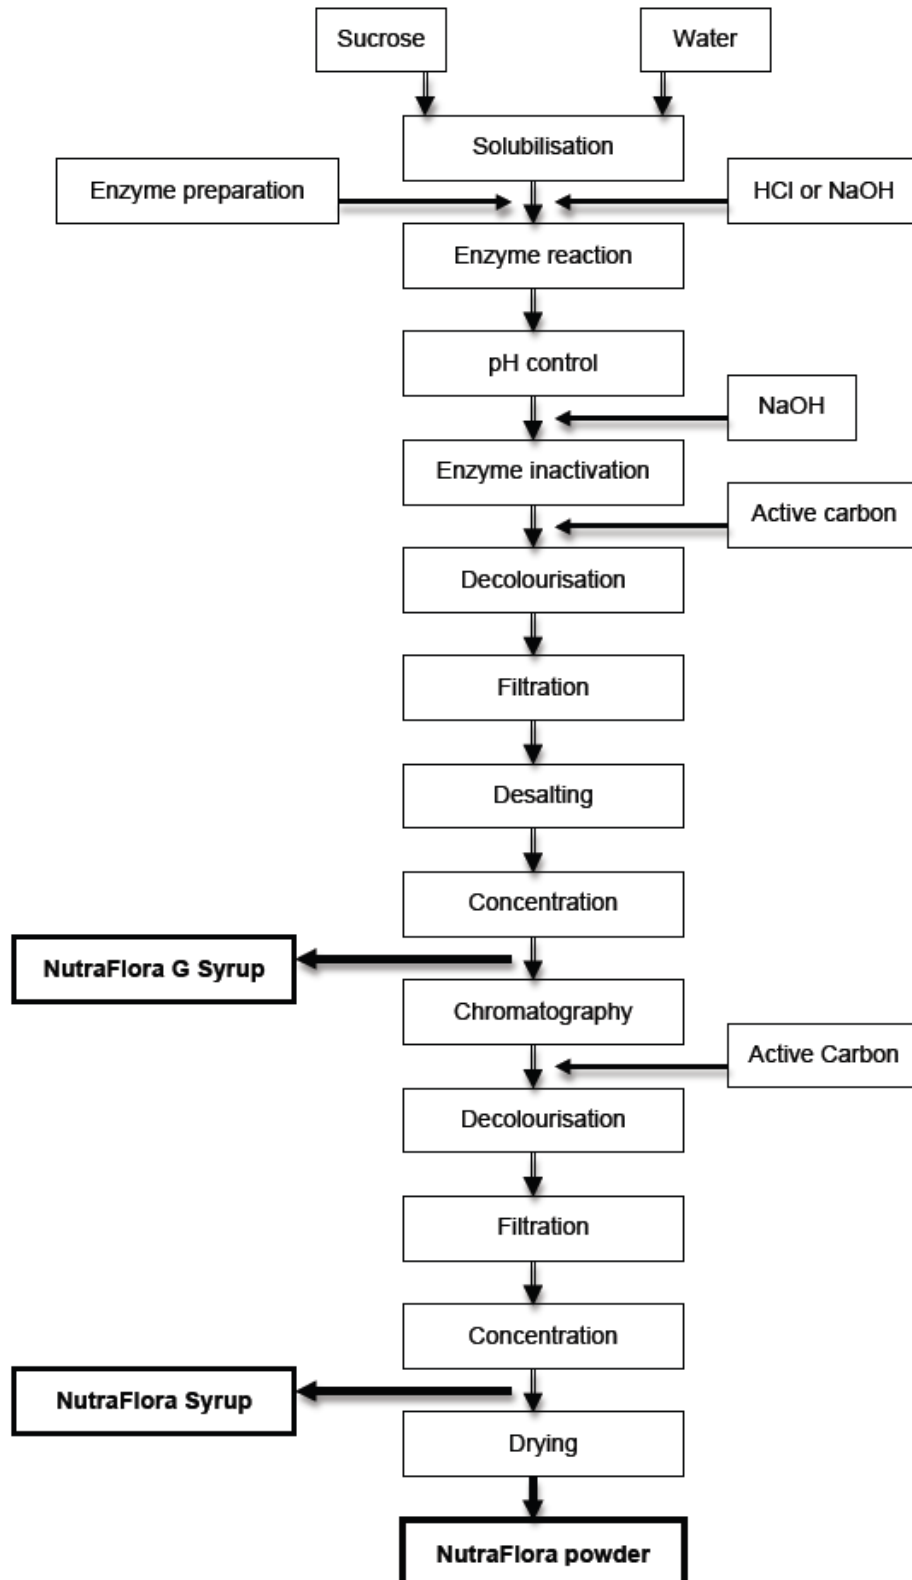 Sucrose
Water
Solubilisation
Enzyme preparation
HCl or NaOH
Enzyme reaction
pH control
NaOH
Enzyme inactivation
Active carbon
Decolourisation
Filtration
Desalting
Concentration
NutraFlora G Syrup
Chromatography
Active Carbon
Decolourisation
Filtration
Concentration
NutraFlora Syrup
Drying
NutraFlora powder